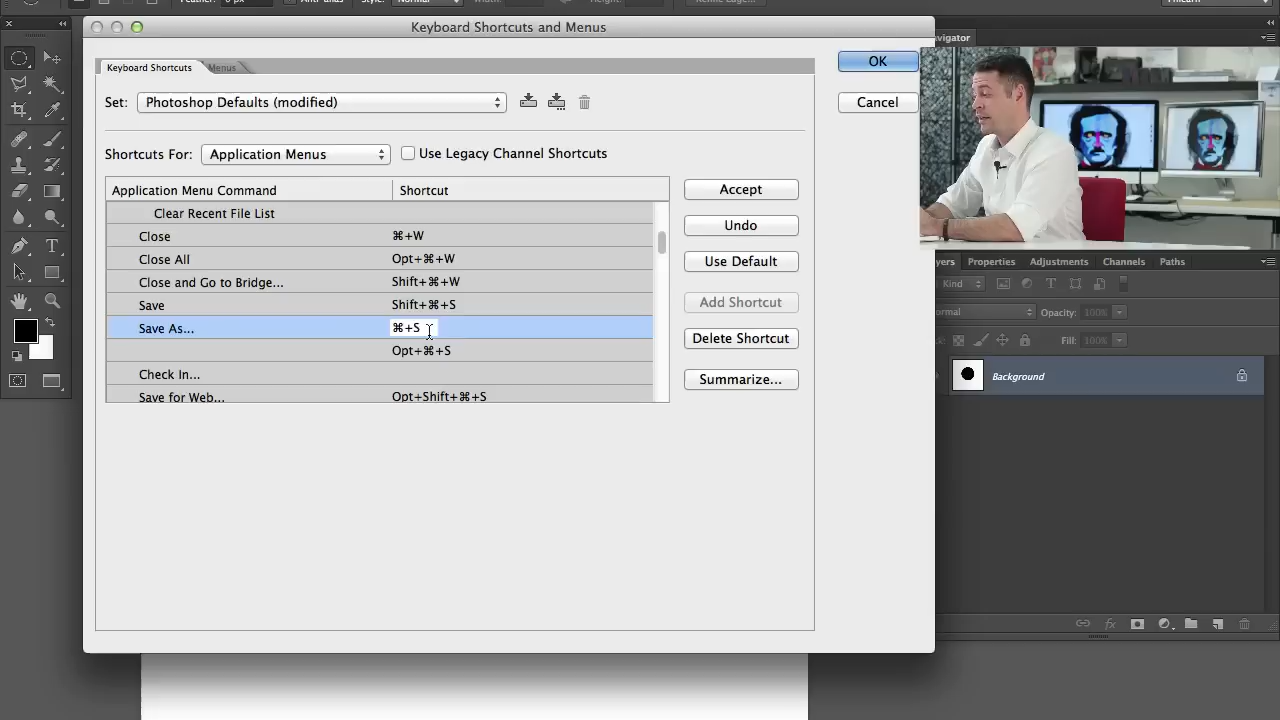 Keyboard Shortcuts and Menus
Keyboard Shortcuts
Menus
Set: Photoshop Defaults (modified)
OK
Cancel
Shortcuts For: Application Menus
Use Legacy Channel Shortcuts
Application Menu Command Shortcut
Clear Recent File List
Close ⌘+W
Close All Opt+⌘+W
Close and Go to Bridge... Shift+⌘+W
Save Shift+⌘+S
Save As... ⌘+S
Opt+⌘+S
Check In...
Save for Web... Opt+Shift+⌘+S
Accept
Undo
Use Default
Add Shortcut
Delete Shortcut
Summarize...
Properties Adjustments Channels Paths
Kind
Opacity: 100%
Fill: 100%
Background